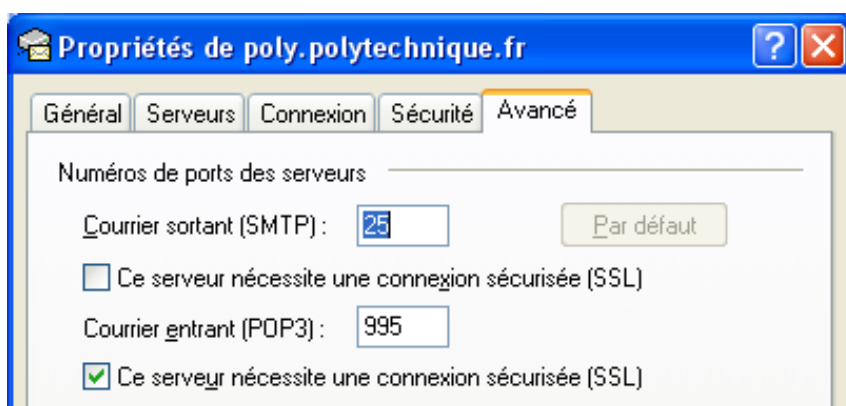 Propriétés de poly.polytechnique.fr
Général Serveurs Connexion Sécurité Avancé
Numéros de ports des serveurs
Courrier sortant (SMTP) : 25 Par défaut
Ce serveur nécessite une connexion sécurisée (SSL)
Courrier entrant (POP3) : 995
Ce serveur nécessite une connexion sécurisée (SSL)